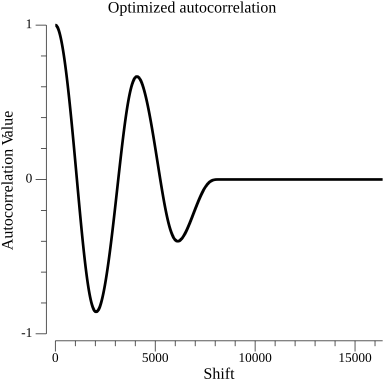 Optimized autocorrelation
1
0
-1
Autocorrelation Value
0 5000 10000 15000
Shift